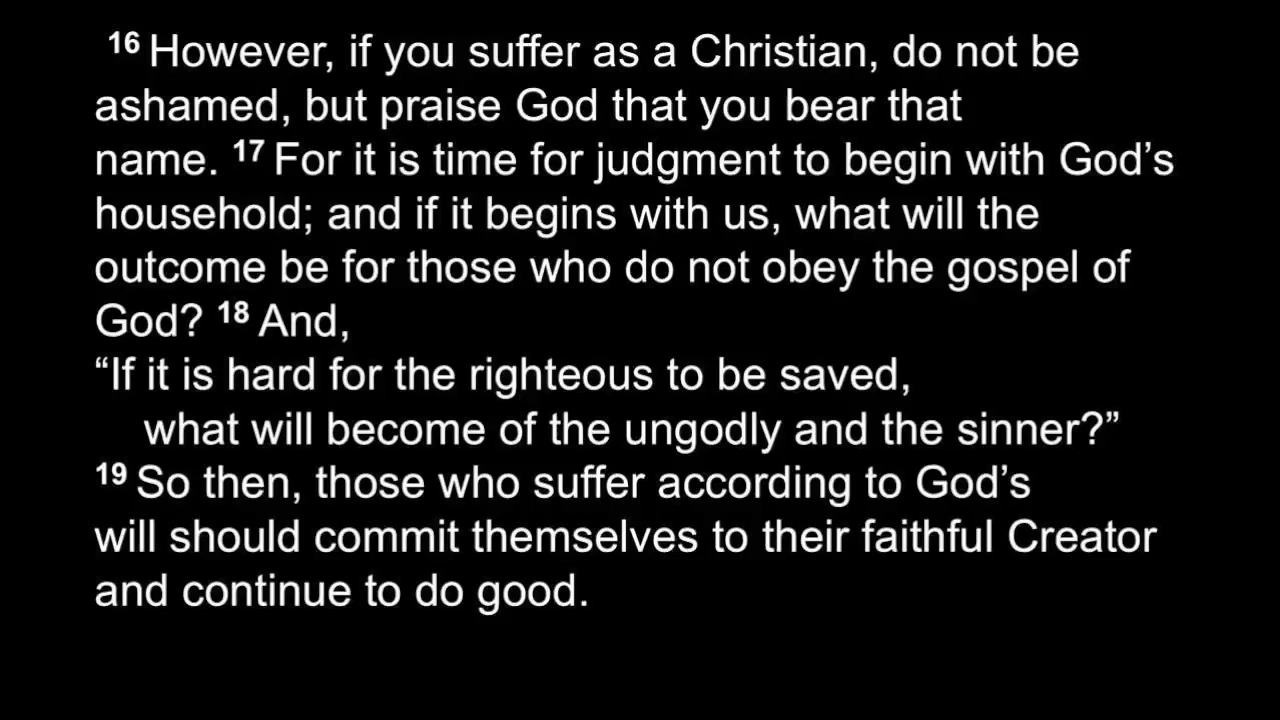 16 However, if you suffer as a Christian, do not be
ashamed, but praise God that you bear that
name. 17 For it is time for judgment to begin with God’s
household; and if it begins with us, what will the
outcome be for those who do not obey the gospel of
God? 18 And,
“If it is hard for the righteous to be saved,
what will become of the ungodly and the sinner?”
19 So then, those who suffer according to God’s
will should commit themselves to their faithful Creator
and continue to do good.